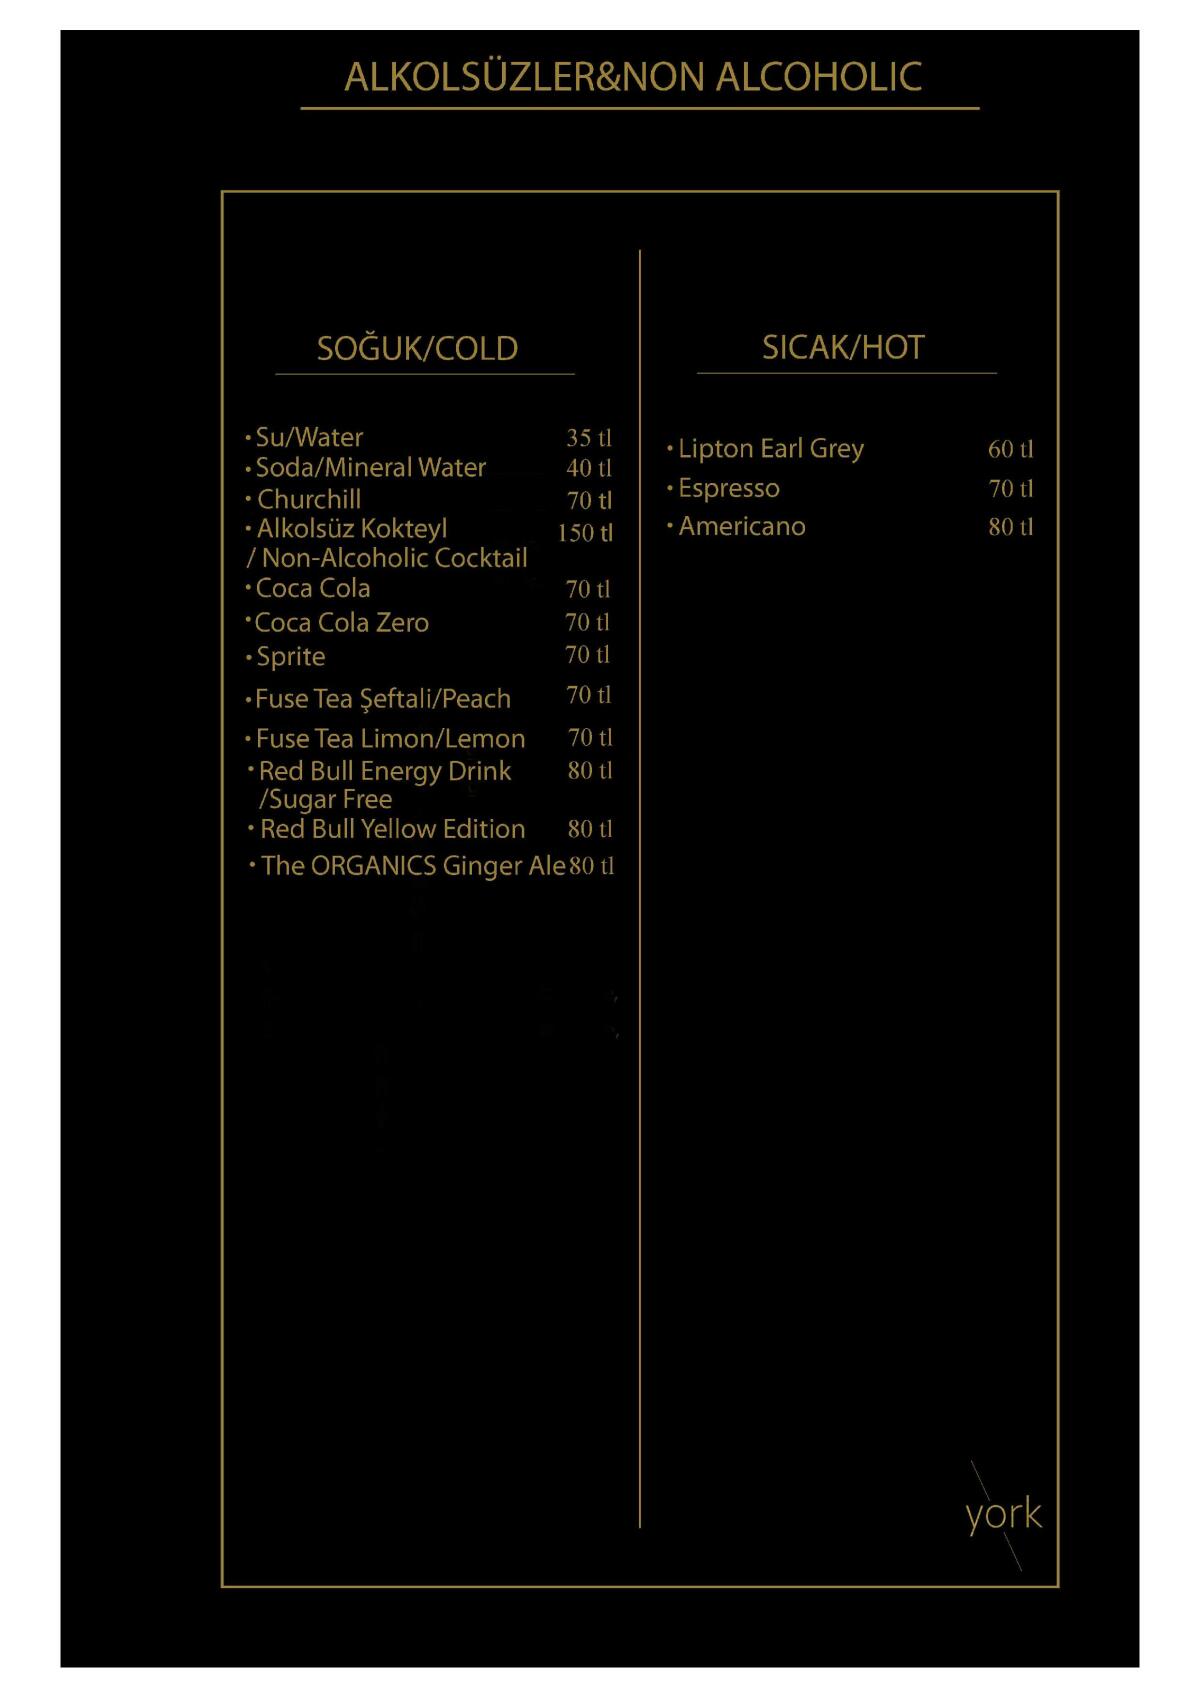 ALKOLSÜZLER&NON ALCOHOLIC
SOĞUK/COLD
• Su/Water 35 tl
• Soda/Mineral Water 40 tl
• Churchill 70 tl
• Alkolsüz Kokteyl 150 tl
/ Non-Alcoholic Cocktail
• Coca Cola 70 tl
• Coca Cola Zero 70 tl
• Sprite 70 tl
• Fuse Tea Şeftali/Peach 70 tl
• Fuse Tea Limon/Lemon 70 tl
• Red Bull Energy Drink 80 tl
/Sugar Free
• Red Bull Yellow Edition 80 tl
• The ORGANICS Ginger Ale 80 tl
SICAK/HOT
• Lipton Earl Grey 60 tl
• Espresso 70 tl
• Americano 80 tl
york